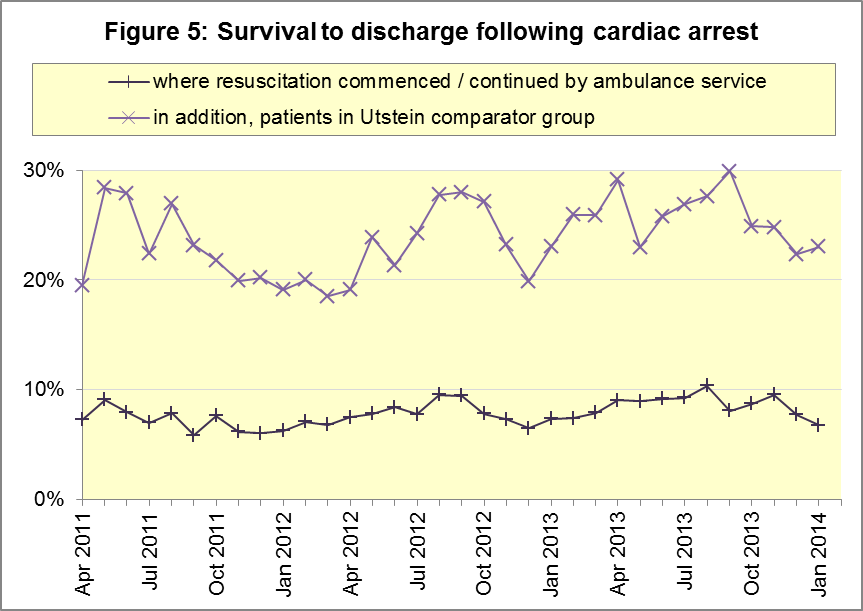 Figure 5: Survival to discharge following cardiac arrest
where resuscitation commenced / continued by ambulance service
in addition, patients in Utstein comparator group
30%
20%
10%
0%
Apr 2011
Jul 2011
Oct 2011
Jan 2012
Apr 2012
Jul 2012
Oct 2012
Jan 2013
Apr 2013
Jul 2013
Oct 2013
Jan 2014